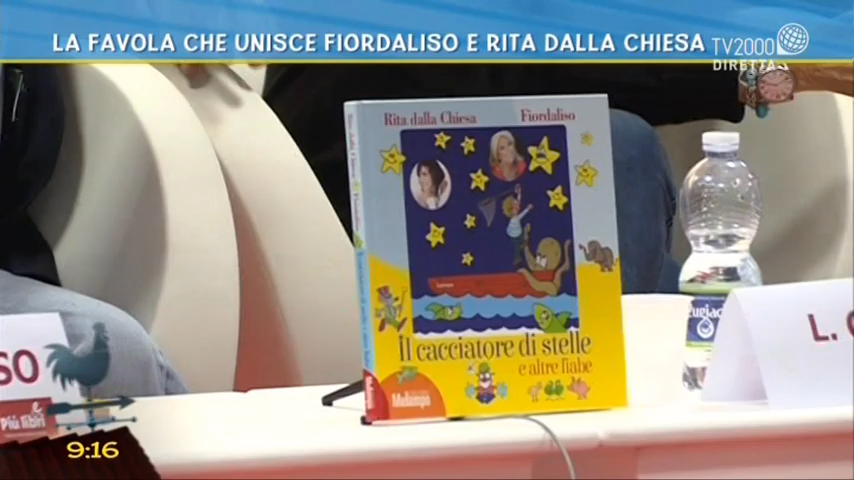 LA FAVOLA CHE UNISCE FIORDALISO E RITA DALLA CHIESA
TV2000
DIRETTA
Rita dalla Chiesa Fiordaliso
Il cacciatore di stelle
e altre fiabe
Melampo
SO
Più libri
L.
9:16